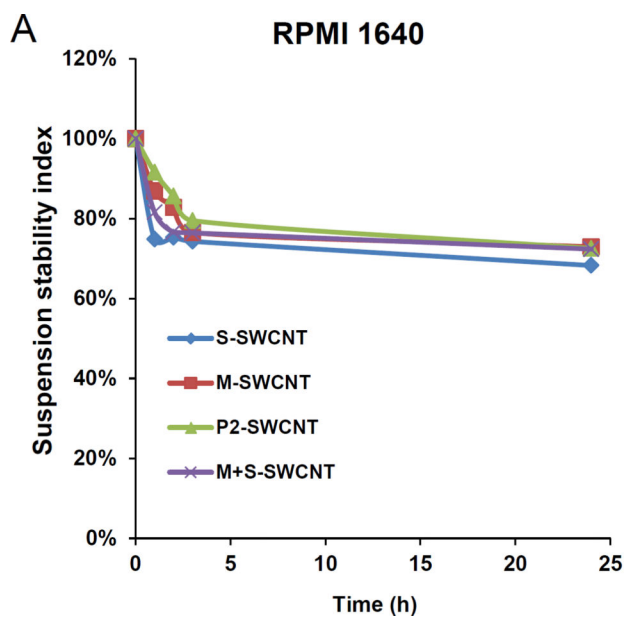 A
RPMI 1640
Suspension stability index
120%
100%
80%
60%
40%
20%
0%
S-SWCNT
M-SWCNT
P2-SWCNT
M+S-SWCNT
0 5 10 15 20 25
Time (h)